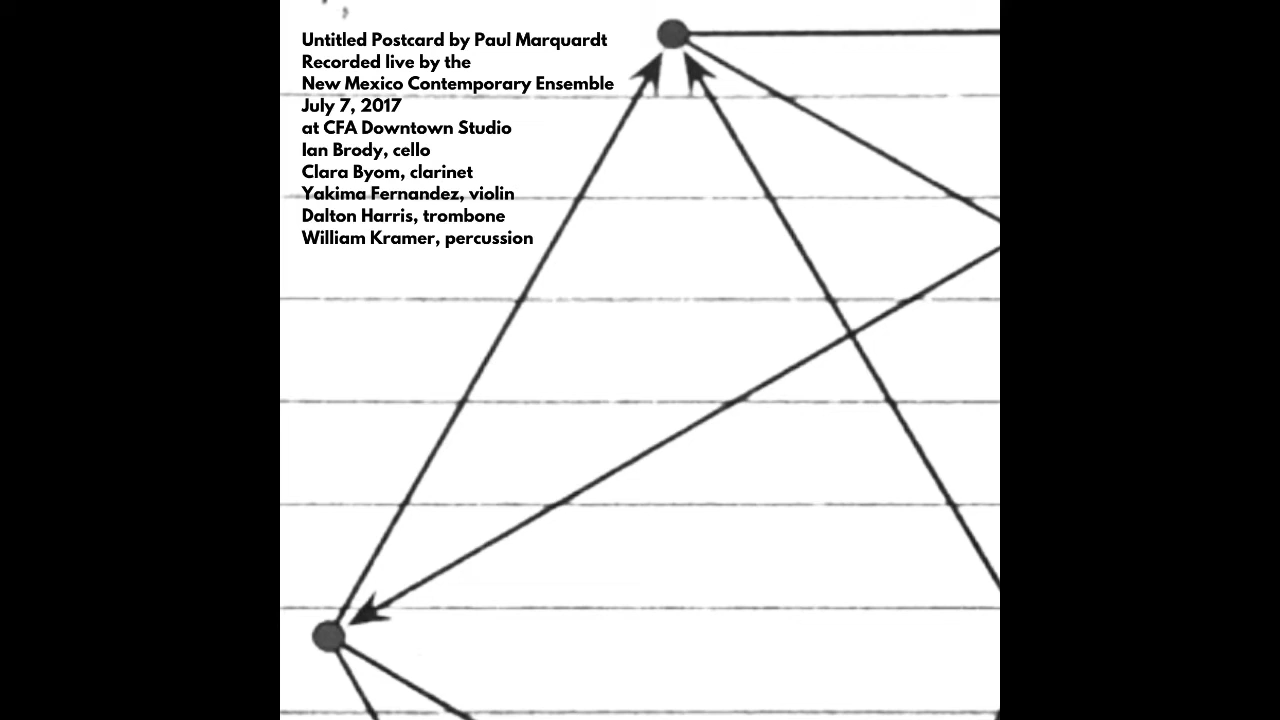 Untitled Postcard by Paul Marquardt
Recorded live by the
New Mexico Contemporary Ensemble
July 7, 2017
at CFA Downtown Studio
Ian Brody, cello
Clara Byom, clarinet
Yakima Fernandez, violin
Dalton Harris, trombone
William Kramer, percussion